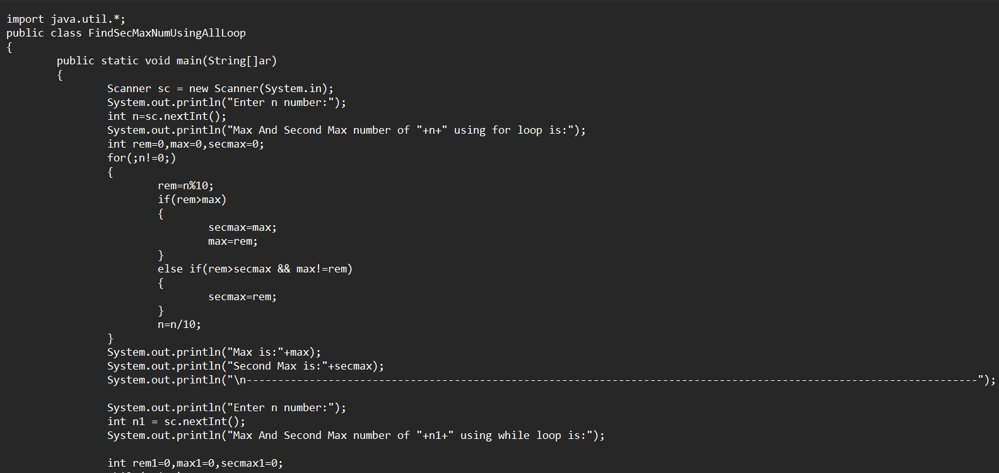 import java.util.*;
public class FindSecMaxNumUsingAllLoop
{
        public static void main(String[]ar)
        {
                Scanner sc = new Scanner(System.in);
                System.out.println("Enter n number:");
                int n=sc.nextInt();
                System.out.println("Max And Second Max number of "+n+" using for loop is:");
                int rem=0,max=0,secmax=0;
                for(;n!=0;)
                {
                        rem=n%10;
                        if(rem>max)
                        {
                                secmax=max;
                                max=rem;
                        }
                        else if(rem>secmax && max!=rem)
                        {
                                secmax=rem;
                        }
                        n=n/10;
                }
                System.out.println("Max is:"+max);
                System.out.println("Second Max is:"+secmax);
                System.out.println("\n--------------------------------------------------------------------------------------------------------------------");

                System.out.println("Enter n number:");
                int n1 = sc.nextInt();
                System.out.println("Max And Second Max number of "+n1+" using while loop is:");

                int rem1=0,max1=0,secmax1=0;